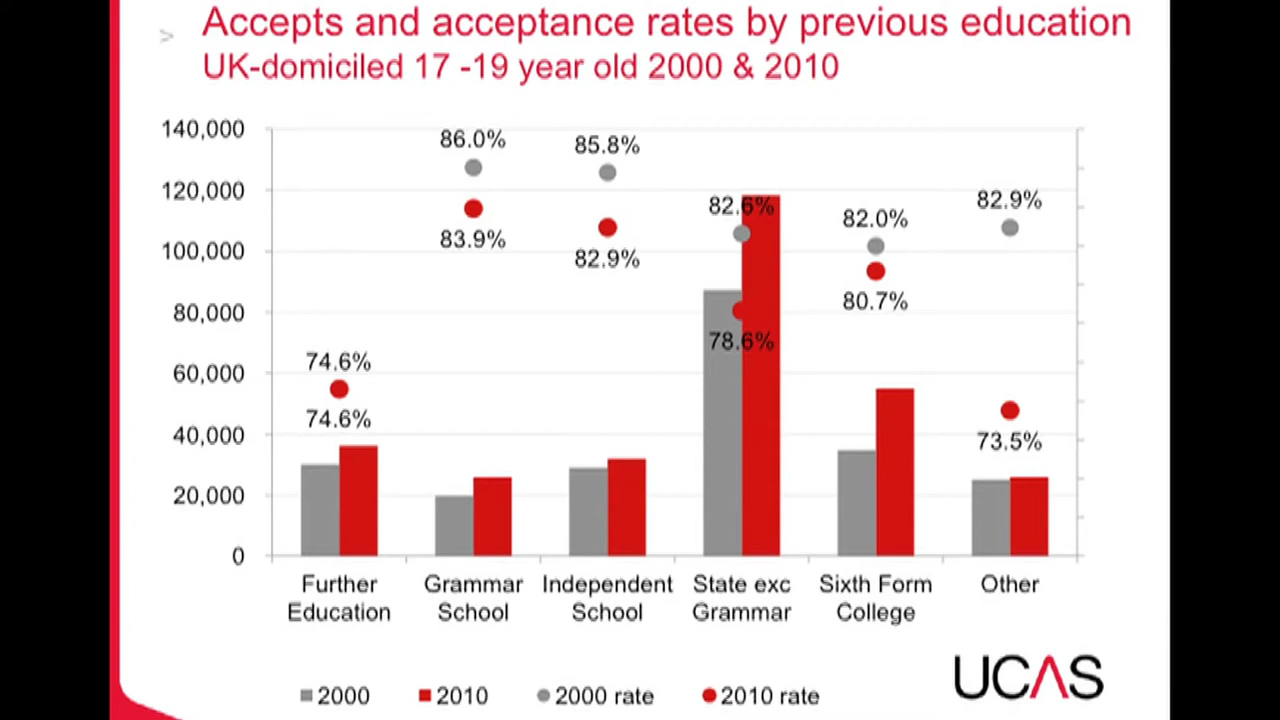 Accepts and acceptance rates by previous education
> UK-domiciled 17 -19 year old 2000 & 2010
140,000
120,000
100,000
80,000
60,000
40,000
20,000
0
86.0%
85.8%
82.6%
82.0%
82.9%
83.9%
82.9%
80.7%
78.6%
74.6%
74.6%
73.5%
Further Education
Grammar School
Independent School
State exc Grammar
Sixth Form College
Other
2000 2010 2000 rate 2010 rate
UCAS